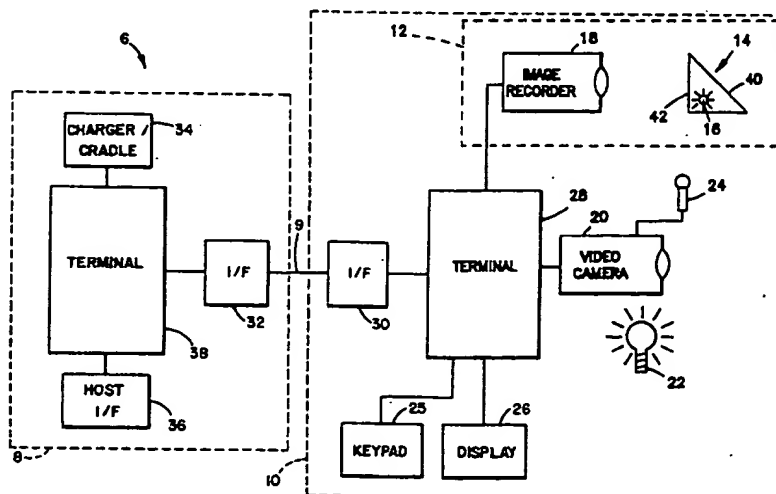 6
12
18
IMAGE
RECORDER
14
40
42
16
CHARGER /
CRADLE
34
TERMINAL
38
I/F
32
9
I/F
30
TERMINAL
28
20
VIDEO
CAMERA
24
22
HOST
I/F
36
8
10
25
KEYPAD
26
DISPLAY